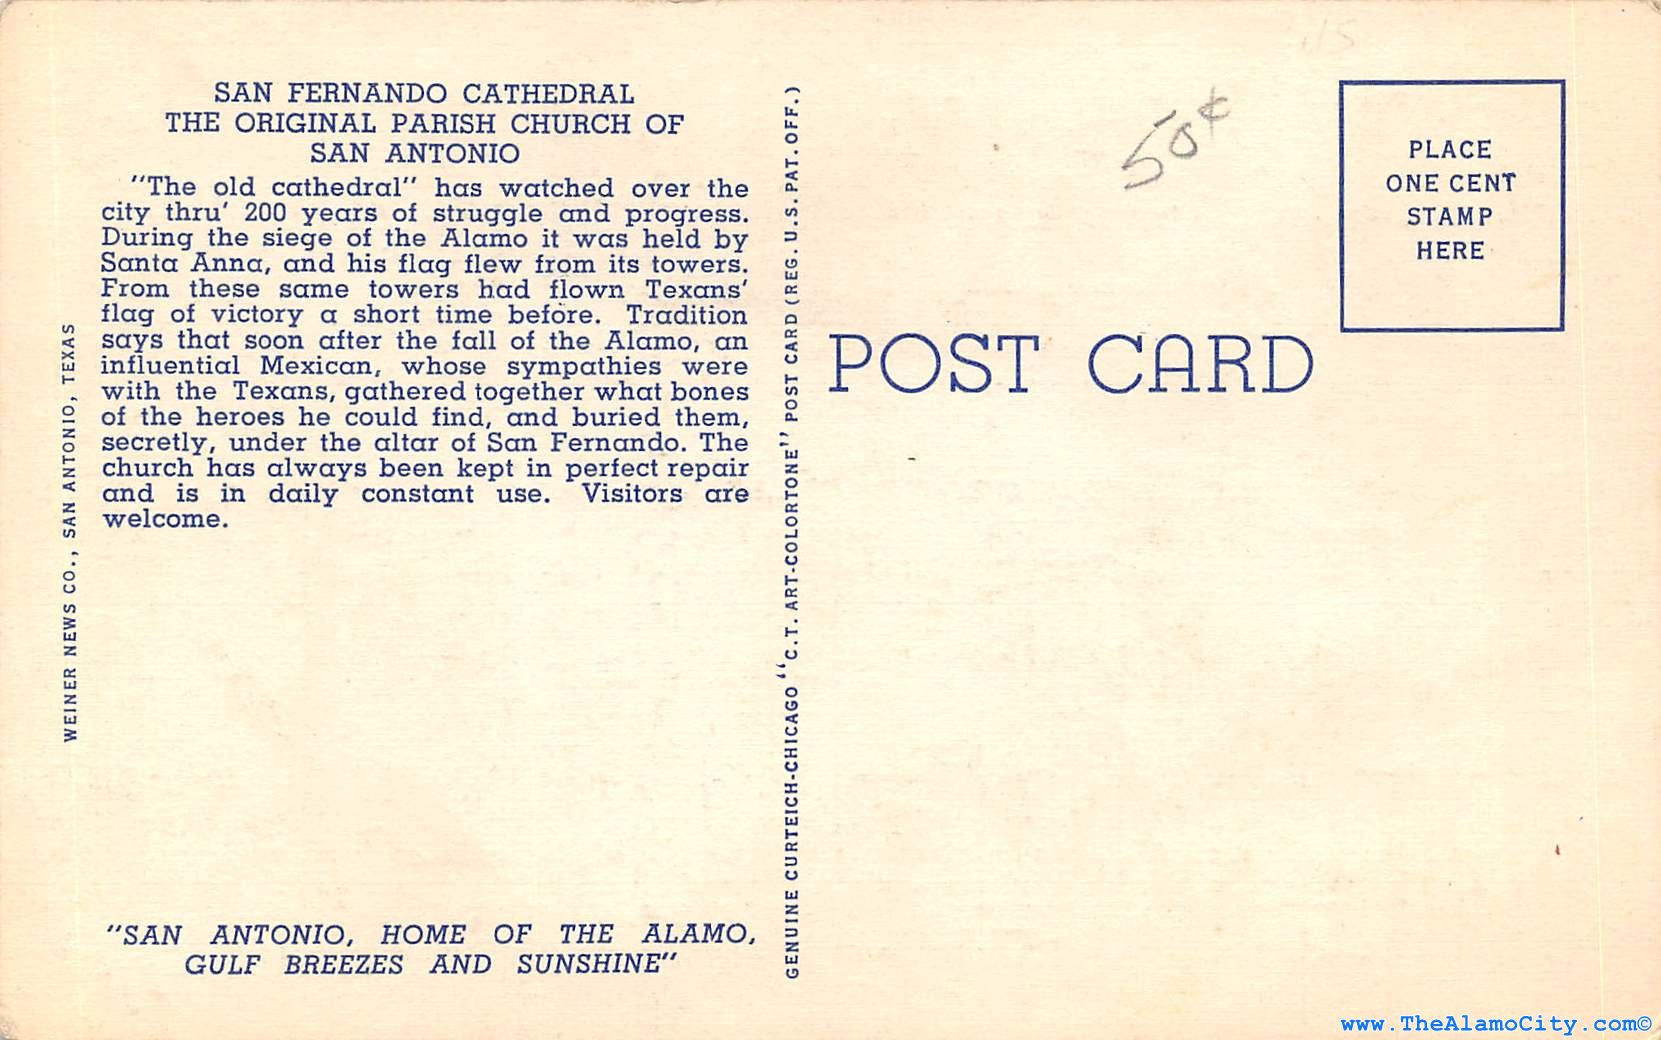 SAN FERNANDO CATHEDRAL
THE ORIGINAL PARISH CHURCH OF
SAN ANTONIO
"The old cathedral" has watched over the
city thru' 200 years of struggle and progress.
During the siege of the Alamo it was held by
Santa Anna, and his flag flew from its towers.
From these same towers had flown Texans'
flag of victory a short time before. Tradition
says that soon after the fall of the Alamo, an
influential Mexican, whose sympathies were
with the Texans, gathered together what bones
of the heroes he could find, and buried them,
secretly, under the altar of San Fernando. The
church has always been kept in perfect repair
and is in daily constant use. Visitors are
welcome.
WEINER NEWS CO., SAN ANTONIO, TEXAS
"SAN ANTONIO, HOME OF THE ALAMO,
GULF BREEZES AND SUNSHINE"
GENUINE CURTEICH-CHICAGO "C.T. ART-COLORTONE" POST CARD (REG. U.S. PAT. OFF.)
.15
50¢
POST CARD
PLACE
ONE CENT
STAMP
HERE
www.TheAlamoCity.com©